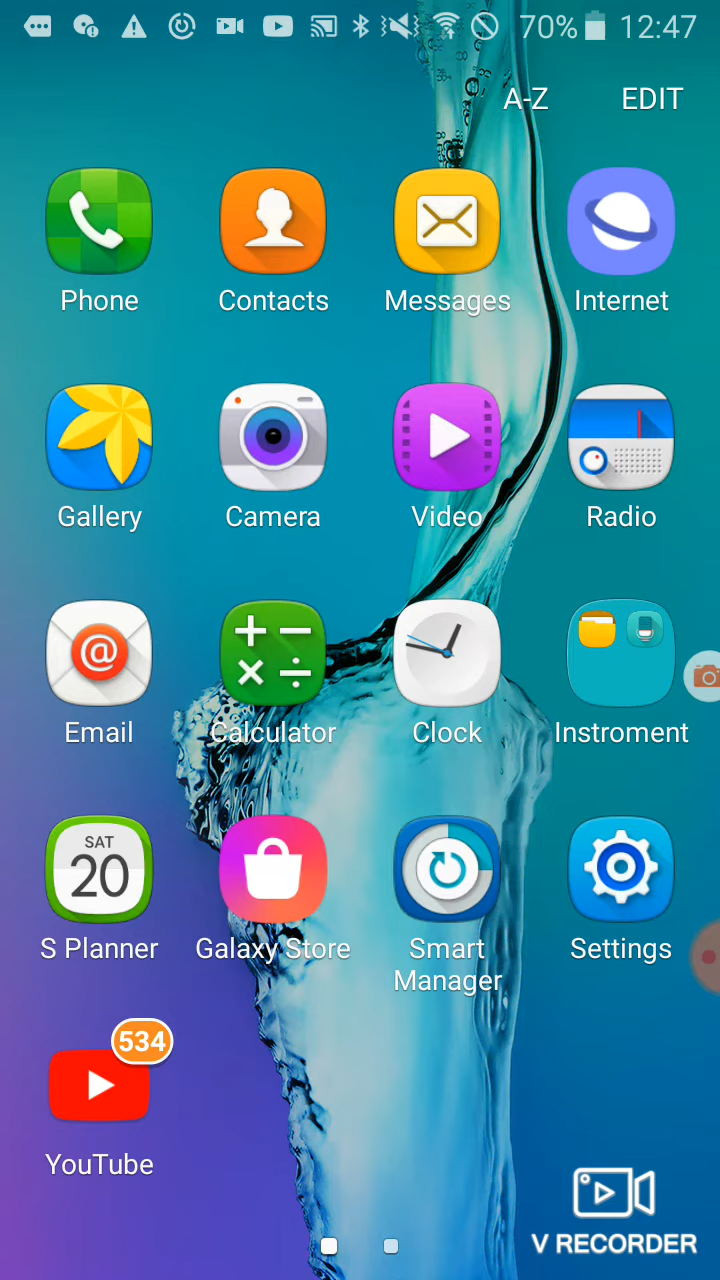 70% 12:47
A-Z EDIT
Phone Contacts Messages Internet
Gallery Camera Video Radio
@
Email Calculator Clock Instroment
SAT
20
S Planner Galaxy Store Smart Manager Settings
534
YouTube
V RECORDER